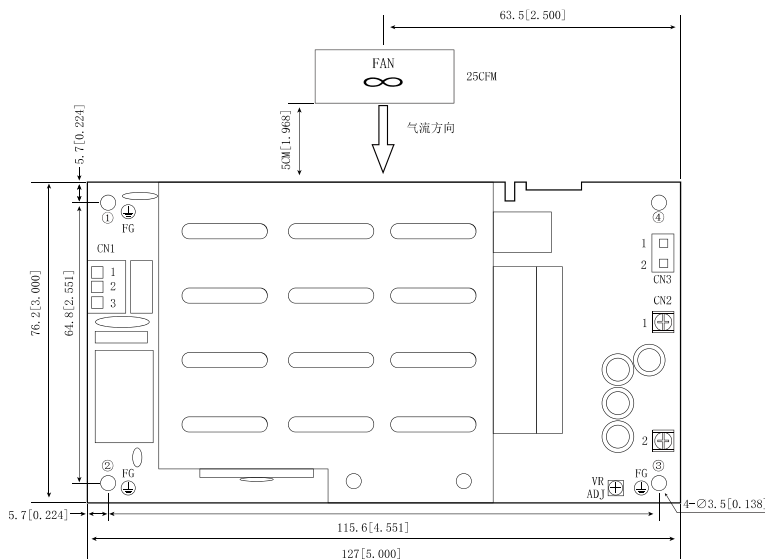 63.5[2.500]
FAN
25CFM
5CM[1.968]
气流方向
5.7[0.224]
76.2[3.000]
64.8[2.551]
①
FG
④
CN1
1
2
3
1
2
CN3
CN2
1
2
②
FG
VR
ADJ
FG
③
4-∅3.5[0.138]
5.7[0.224]
115.6[4.551]
127[5.000]